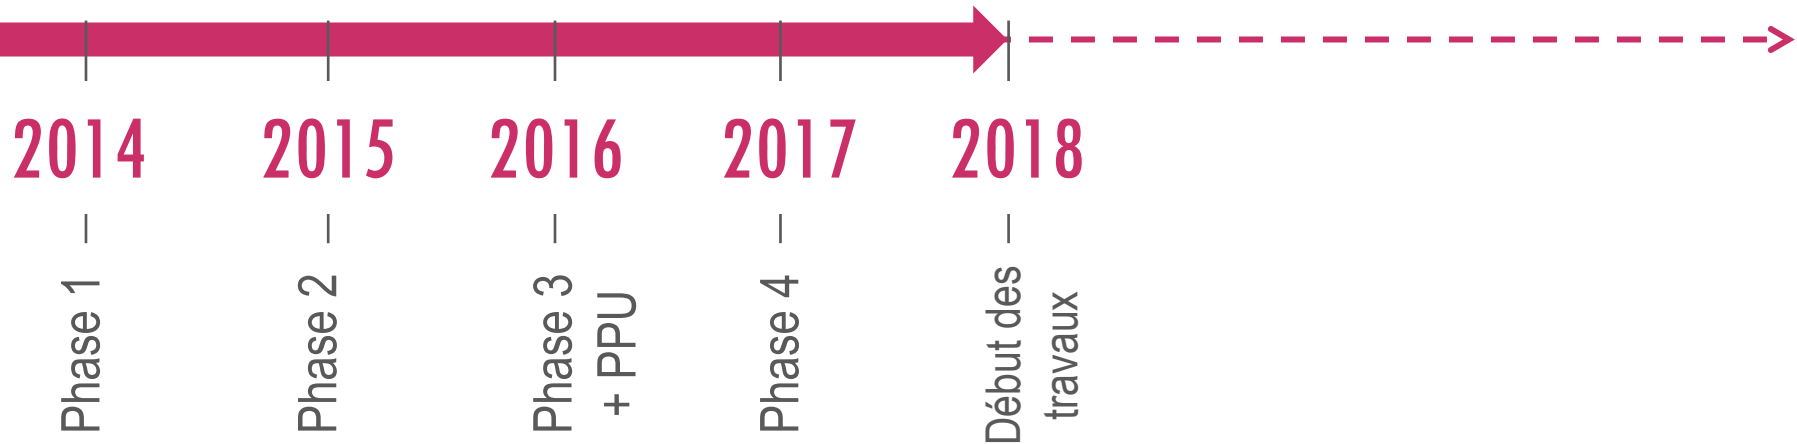 2014
2015
2016
2017
2018
Phase 1
Phase 2
Phase 3
+ PPU
Phase 4
Début des
travaux